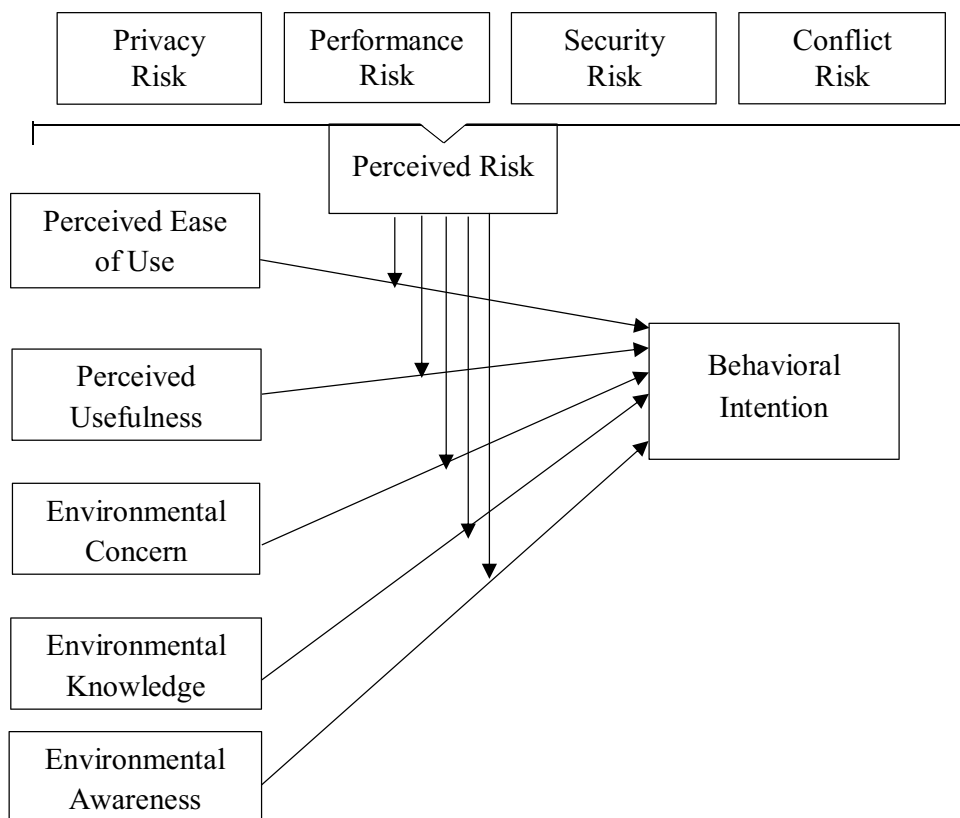 Privacy
Risk
Performance
Risk
Security
Risk
Conflict
Risk
Perceived Risk
Perceived Ease
of Use
Perceived
Usefulness
Behavioral
Intention
Environmental
Concern
Environmental
Knowledge
Environmental
Awareness